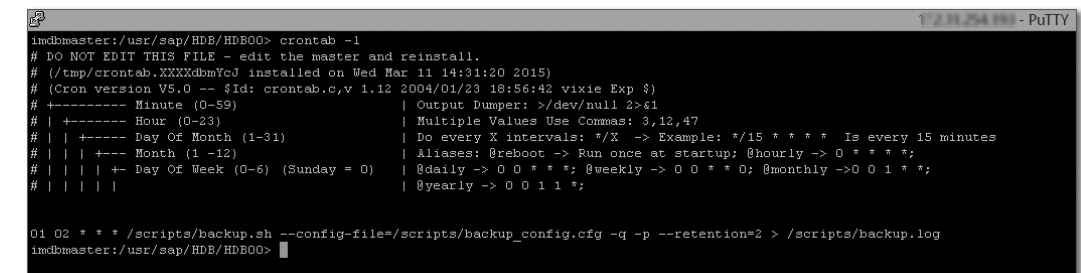 - PuTTY
imdbmaster:/usr/sap/HDB/HDB00> crontab -l
# DO NOT EDIT THIS FILE - edit the master and reinstall.
# (/tmp/crontab.XXXXdbmYcJ installed on Wed Mar 11 14:31:20 2015)
# (Cron version V5.0 -- $Id: crontab.c,v 1.12 2004/01/23 18:56:42 vixie Exp $)
# +--------- Minute (0-59)                    | Output Dumper: >/dev/null 2>&1
# | +------- Hour (0-23)                      | Multiple Values Use Commas: 3,12,47
# | | +----- Day Of Month (1-31)              | Do every X intervals: */X  -> Example: */15 * * * *  Is every 15 minutes
# | | | +--- Month (1 -12)                    | Aliases: @reboot -> Run once at startup; @hourly -> 0 * * * *;
# | | | | +- Day Of Week (0-6) (Sunday = 0)   | @daily -> 0 0 * * *; @weekly -> 0 0 * * 0; @monthly ->0 0 1 * *;
# | | | | |                                   | @yearly -> 0 0 1 1 *;
01 02 * * * /scripts/backup.sh --config-file=/scripts/backup_config.cfg -q -p --retention=2 > /scripts/backup.log
imdbmaster:/usr/sap/HDB/HDB00>